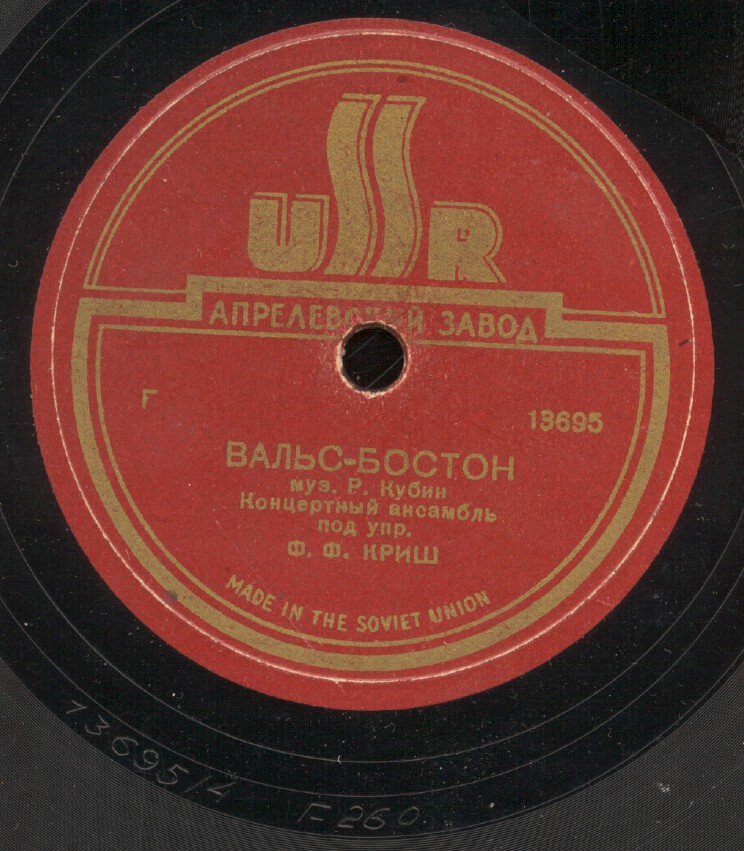 USSR
АПРЕЛЕВСКИЙ ЗАВОД
Г
13695
ВАЛЬС-БОСТОН
муз. Р. Кубин
Концертный ансамбль
под упр.
Ф. Ф. КРИШ
MADE IN THE SOVIET UNION
13695/4 Г260